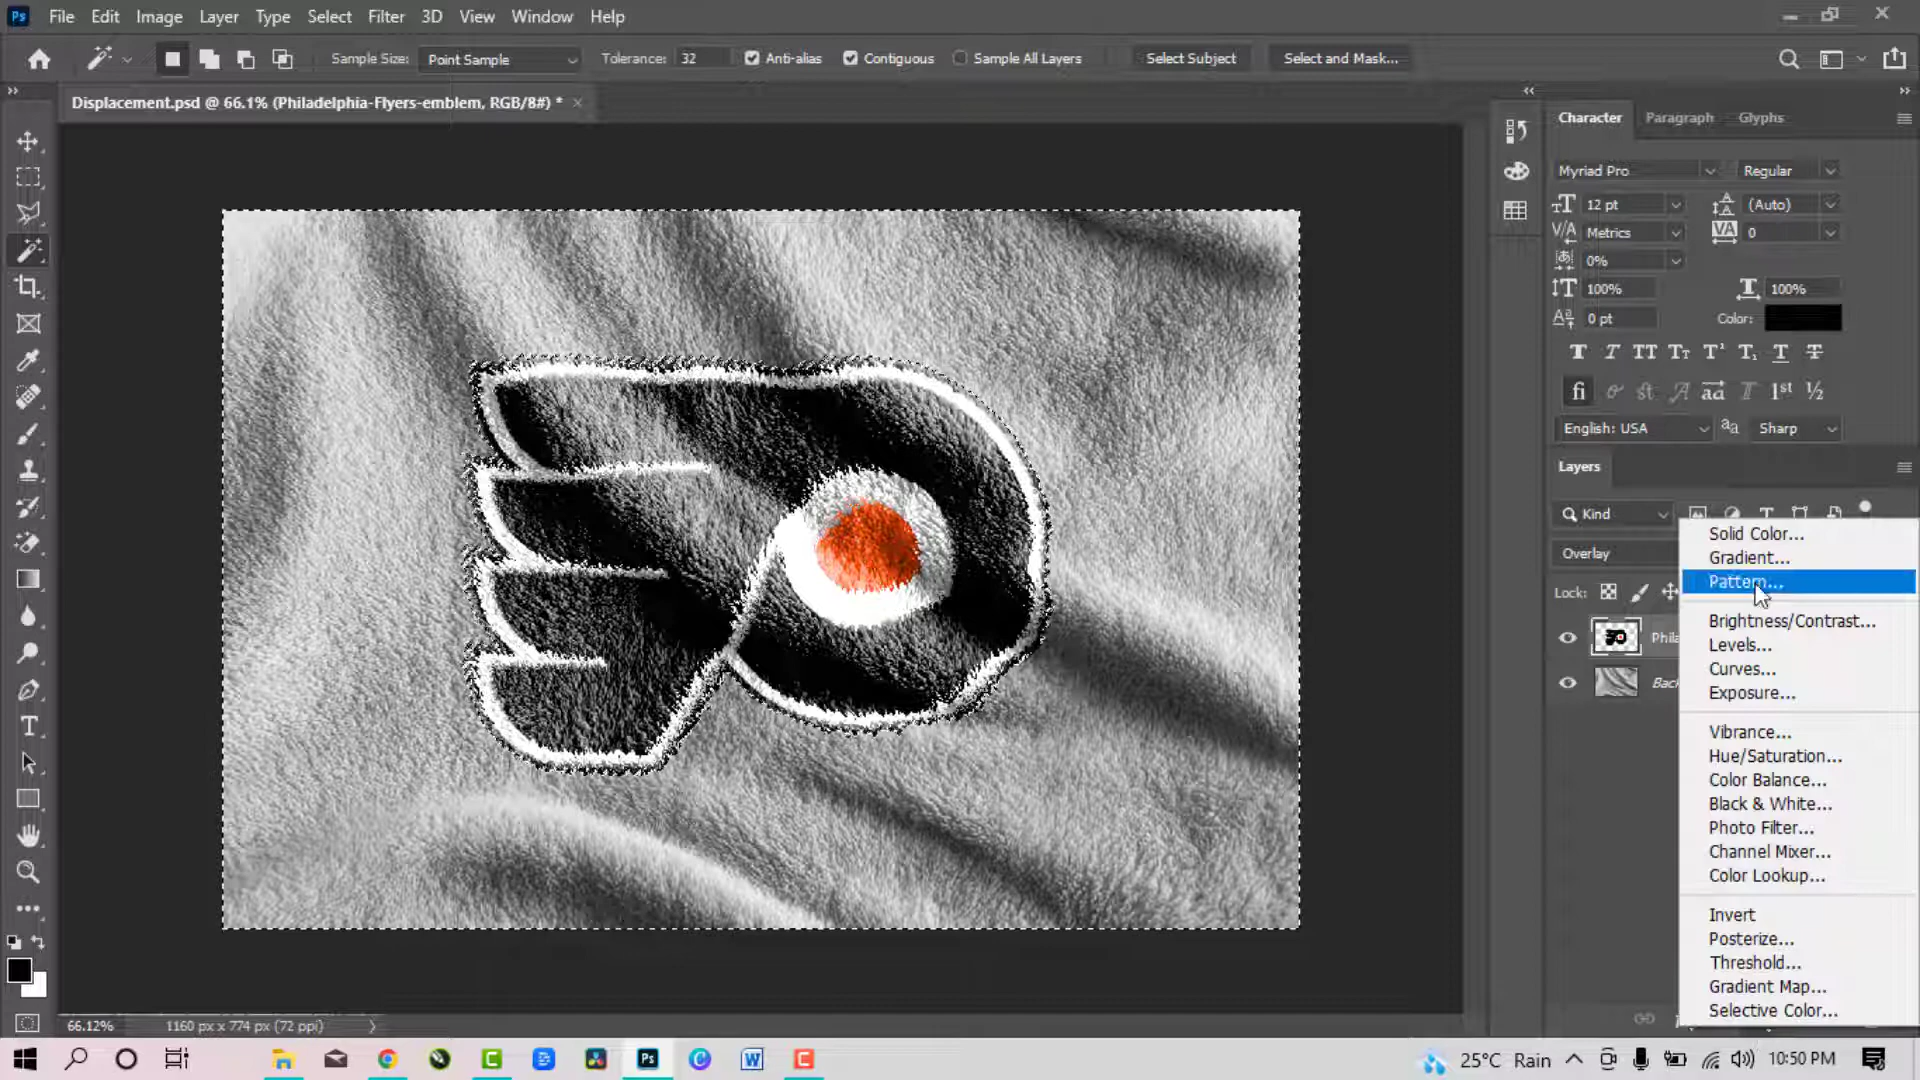 Ps File Edit Image Layer Type Select Filter 3D View Window Help
Sample Size: Point Sample Tolerance: 32 Anti-alias Contiguous Sample All Layers Select Subject Select and Mask...
Displacement.psd @ 66.1% (Philadelphia-Flyers-emblem, RGB/8#) * ×
Character Paragraph Glyphs
Myriad Pro Regular
12 pt (Auto)
Metrics 0
0%
100% 100%
0 pt Color:
English: USA Sharp
Layers
Kind
Overlay
Lock:
Phila
Back
Solid Color...
Gradient...
Pattern...
Brightness/Contrast...
Levels...
Curves...
Exposure...
Vibrance...
Hue/Saturation...
Color Balance...
Black & White...
Photo Filter...
Channel Mixer...
Color Lookup...
Invert
Posterize...
Threshold...
Gradient Map...
Selective Color...
66.12% 1160 px x 774 px (72 ppi)
25°C Rain 10:50 PM